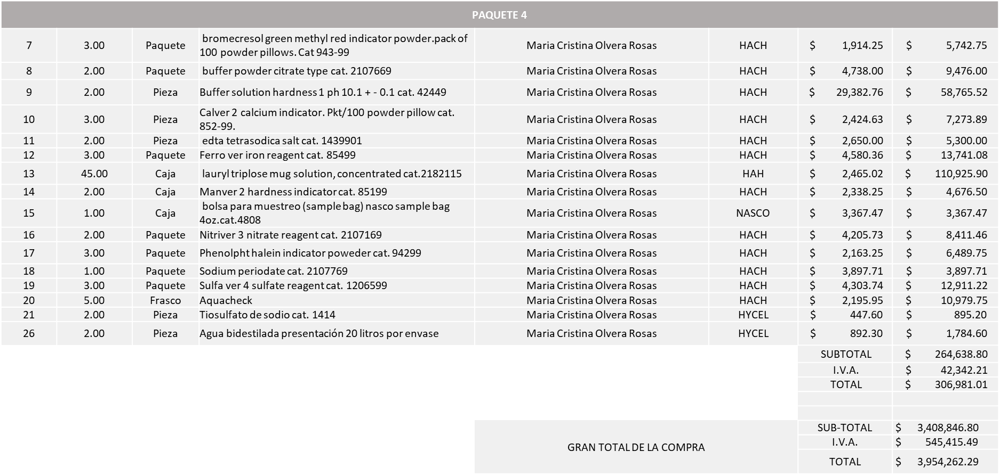 PAQUETE 4
7 3.00 Paquete bromecresol green methyl red indicator powder.pack of 100 powder pillows. Cat 943-99 Maria Cristina Olvera Rosas HACH $ 1,914.25 $ 5,742.75
8 2.00 Paquete buffer powder citrate type cat. 2107669 Maria Cristina Olvera Rosas HACH $ 4,738.00 $ 9,476.00
9 2.00 Pieza Buffer solution hardness 1 ph 10.1 + - 0.1 cat. 42449 Maria Cristina Olvera Rosas HACH $ 29,382.76 $ 58,765.52
10 3.00 Pieza Calver 2 calcium indicator. Pkt/100 powder pillow cat. 852-99. Maria Cristina Olvera Rosas HACH $ 2,424.63 $ 7,273.89
11 2.00 Pieza edta tetrasodica salt cat. 1439901 Maria Cristina Olvera Rosas HACH $ 2,650.00 $ 5,300.00
12 3.00 Paquete Ferro ver iron reagent cat. 85499 Maria Cristina Olvera Rosas HACH $ 4,580.36 $ 13,741.08
13 45.00 Caja lauryl triplose mug solution, concentrated cat.2182115 Maria Cristina Olvera Rosas HAH $ 2,465.02 $ 110,925.90
14 2.00 Caja Manver 2 hardness indicator cat. 85199 Maria Cristina Olvera Rosas HACH $ 2,338.25 $ 4,676.50
15 1.00 Caja bolsa para muestreo (sample bag) nasco sample bag 4oz.cat.4808 Maria Cristina Olvera Rosas NASCO $ 3,367.47 $ 3,367.47
16 2.00 Paquete Nitriver 3 nitrate reagent cat. 2107169 Maria Cristina Olvera Rosas HACH $ 4,205.73 $ 8,411.46
17 3.00 Paquete Phenolpht halein indicator poweder cat. 94299 Maria Cristina Olvera Rosas HACH $ 2,163.25 $ 6,489.75
18 1.00 Paquete Sodium periodate cat. 2107769 Maria Cristina Olvera Rosas HACH $ 3,897.71 $ 3,897.71
19 3.00 Paquete Sulfa ver 4 sulfate reagent cat. 1206599 Maria Cristina Olvera Rosas HACH $ 4,303.74 $ 12,911.22
20 5.00 Frasco Aquacheck Maria Cristina Olvera Rosas HACH $ 2,195.95 $ 10,979.75
21 2.00 Pieza Tiosulfato de sodio cat. 1414 Maria Cristina Olvera Rosas HYCEL $ 447.60 $ 895.20
26 2.00 Pieza Agua bidestilada presentación 20 litros por envase Maria Cristina Olvera Rosas HYCEL $ 892.30 $ 1,784.60
SUBTOTAL $ 264,638.80
I.V.A. $ 42,342.21
TOTAL $ 306,981.01
GRAN TOTAL DE LA COMPRA
SUB-TOTAL $ 3,408,846.80
I.V.A. $ 545,415.49
TOTAL $ 3,954,262.29